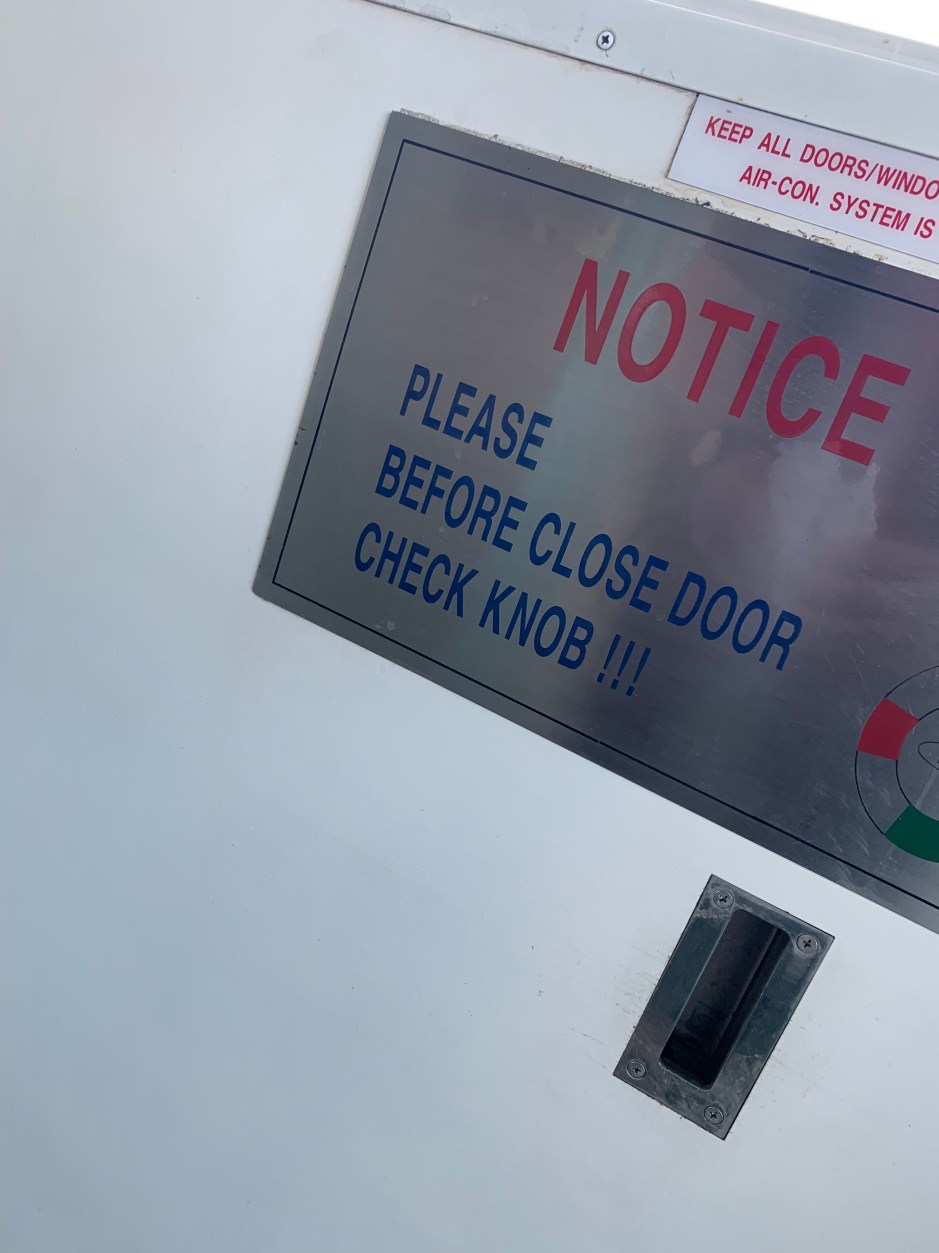 KEEP ALL DOORS/WINDO
AIR-CON. SYSTEM IS
NOTICE
PLEASE
BEFORE CLOSE DOOR
CHECK KNOB !!!